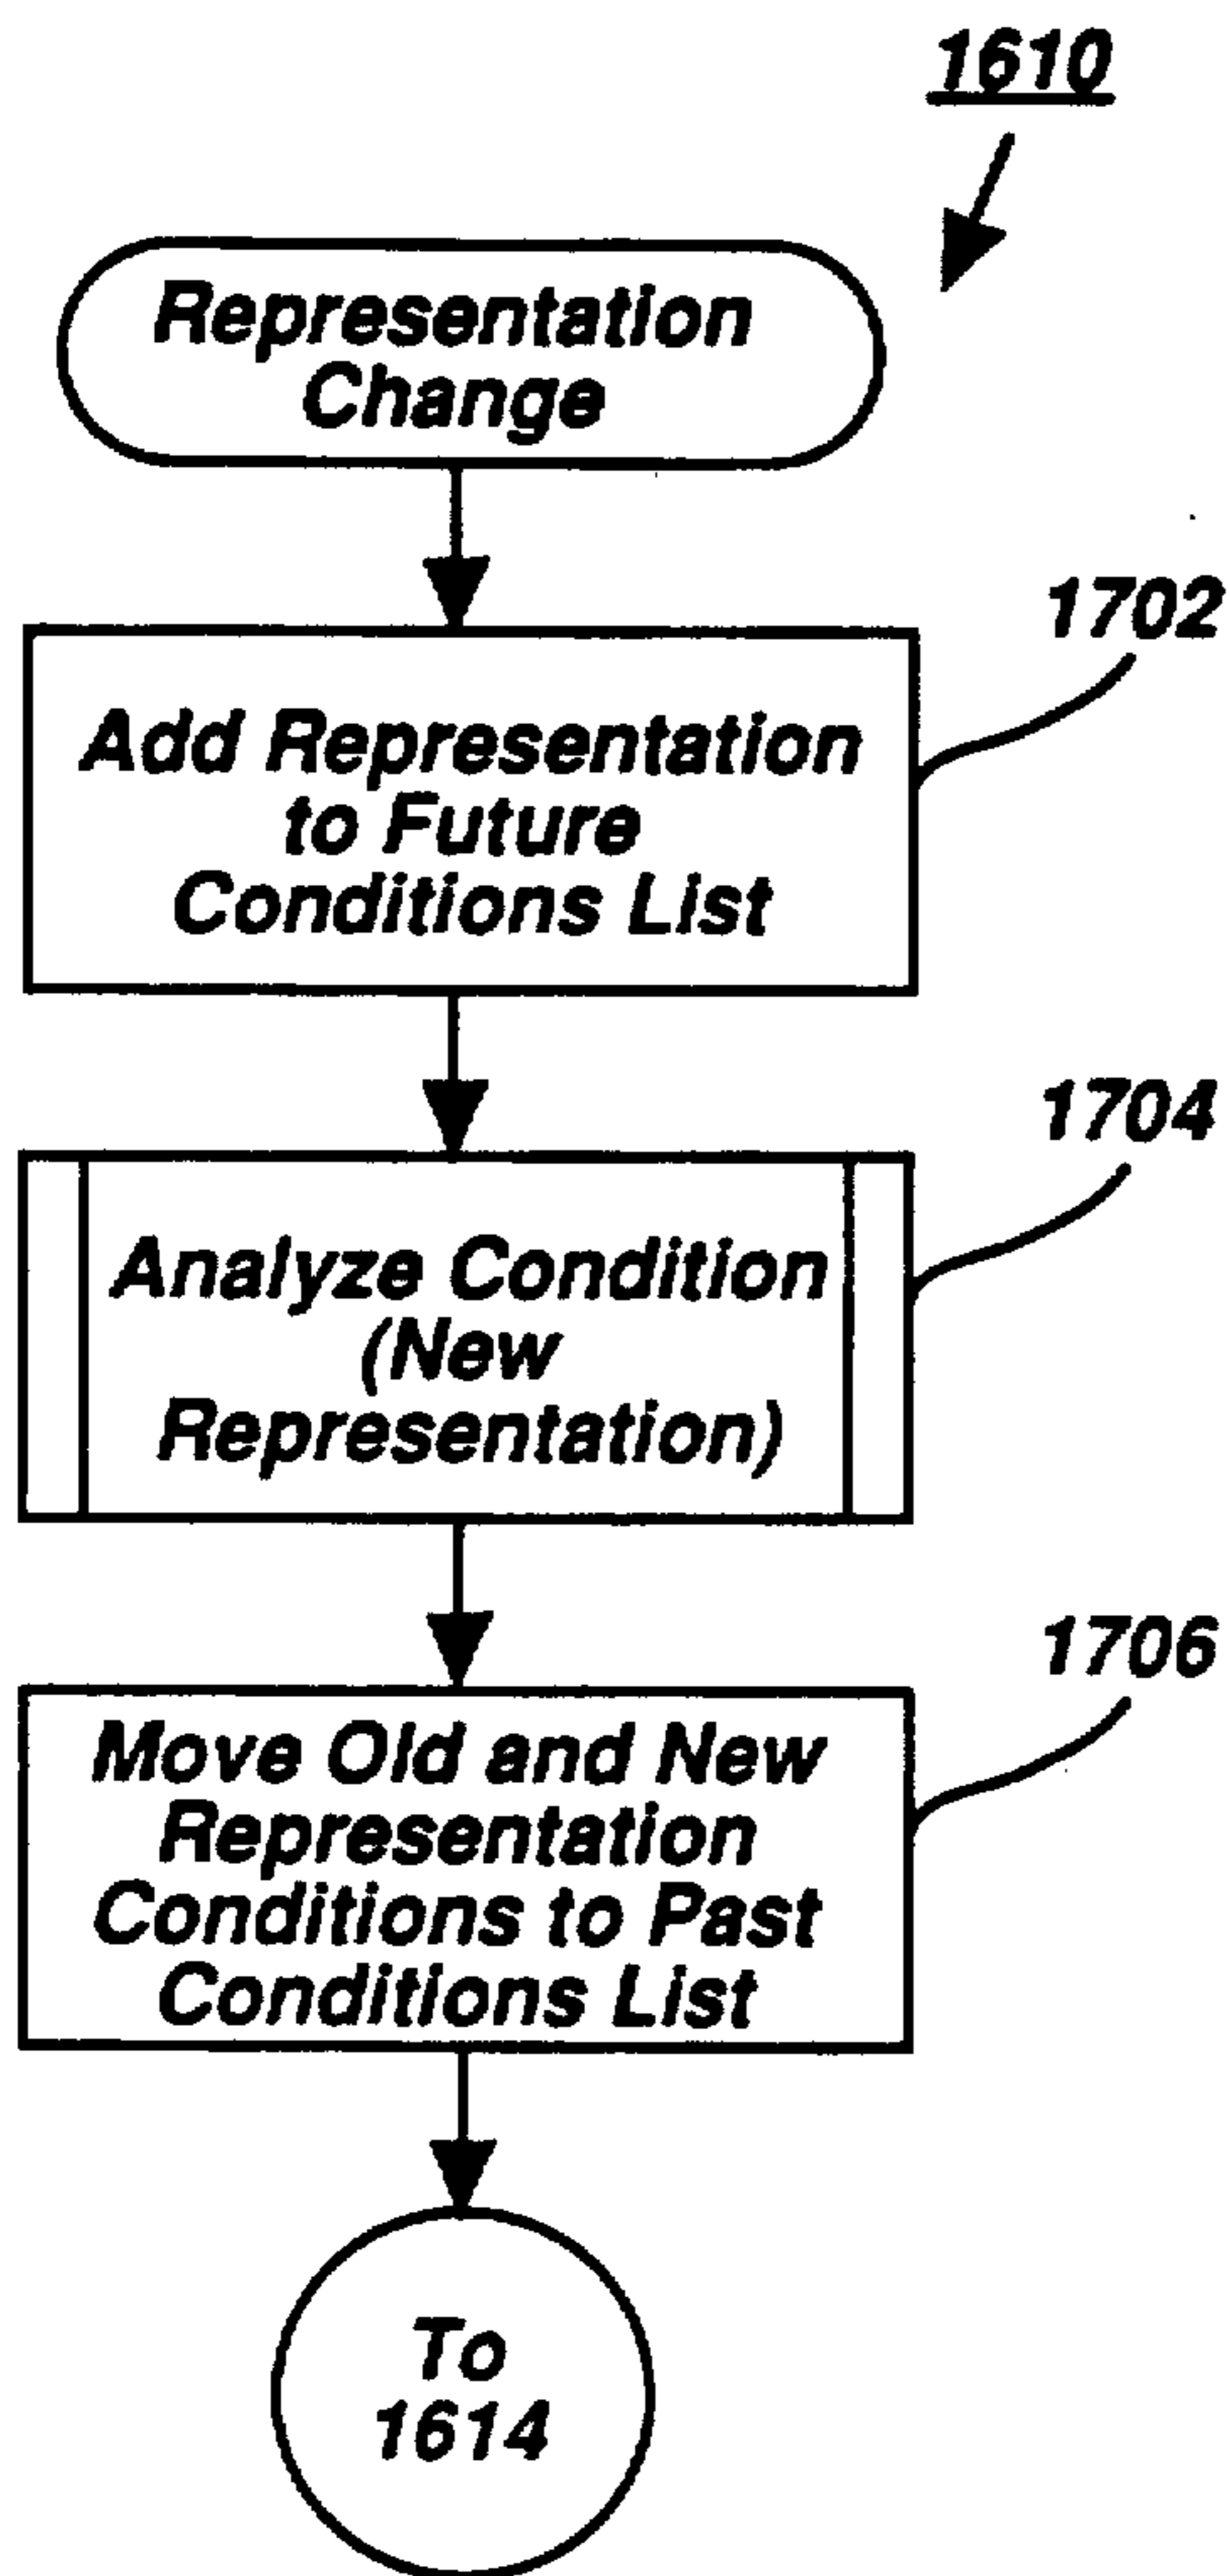 1610
Representation
Change
1702
Add Representation
to Future
Conditions List
1704
Analyze Condition
(New
Representation)
1706
Move Old and New
Representation
Conditions to Past
Conditions List
To
1614